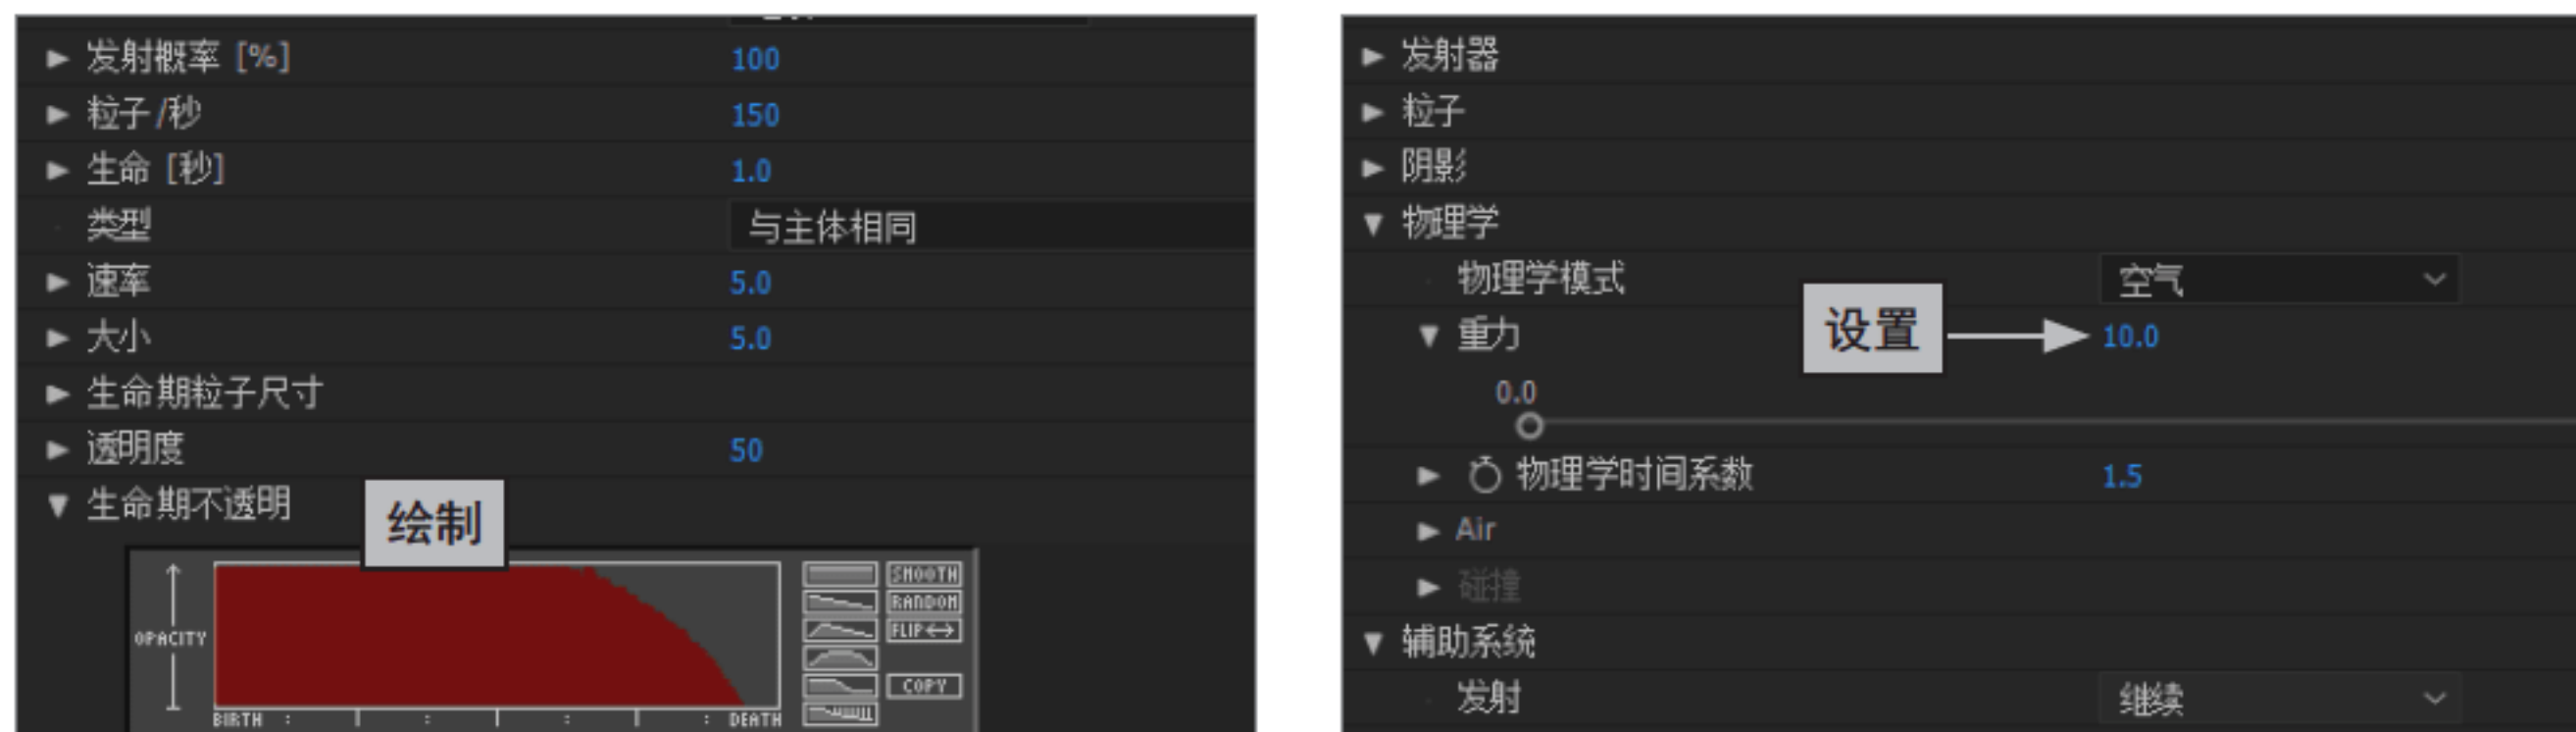 发射概率 [%] 100
粒子/秒 150
生命 [秒] 1.0
类型 与主体相同
速率 5.0
大小 5.0
生命期粒子尺寸
透明度 50
生命期不透明
绘制
OPACITY
SMOOTH
RANDOM
FLIP
COPY
BIRTH DEATH
发射器
粒子
阴影
物理学
物理学模式 空气
重力 设置 10.0
0.0
物理学时间系数 1.5
Air
碰撞
辅助系统
发射 继续